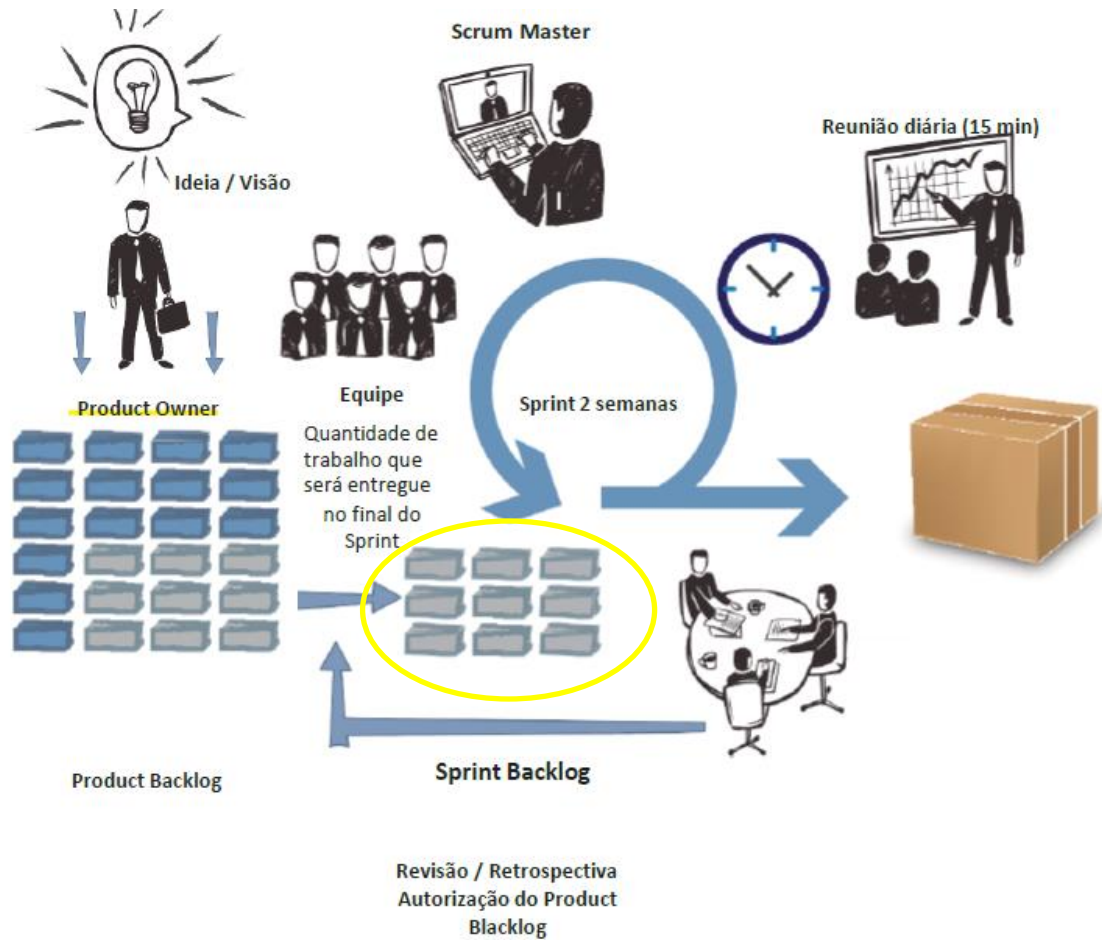 Scrum Master
Reunião diária (15 min)
Ideia / Visão
Product Owner
Equipe
Sprint 2 semanas
Quantidade de
trabalho que
será entregue
no final do
Sprint
Product Backlog
Sprint Backlog
Revisão / Retrospectiva
Autorização do Product
Blacklog